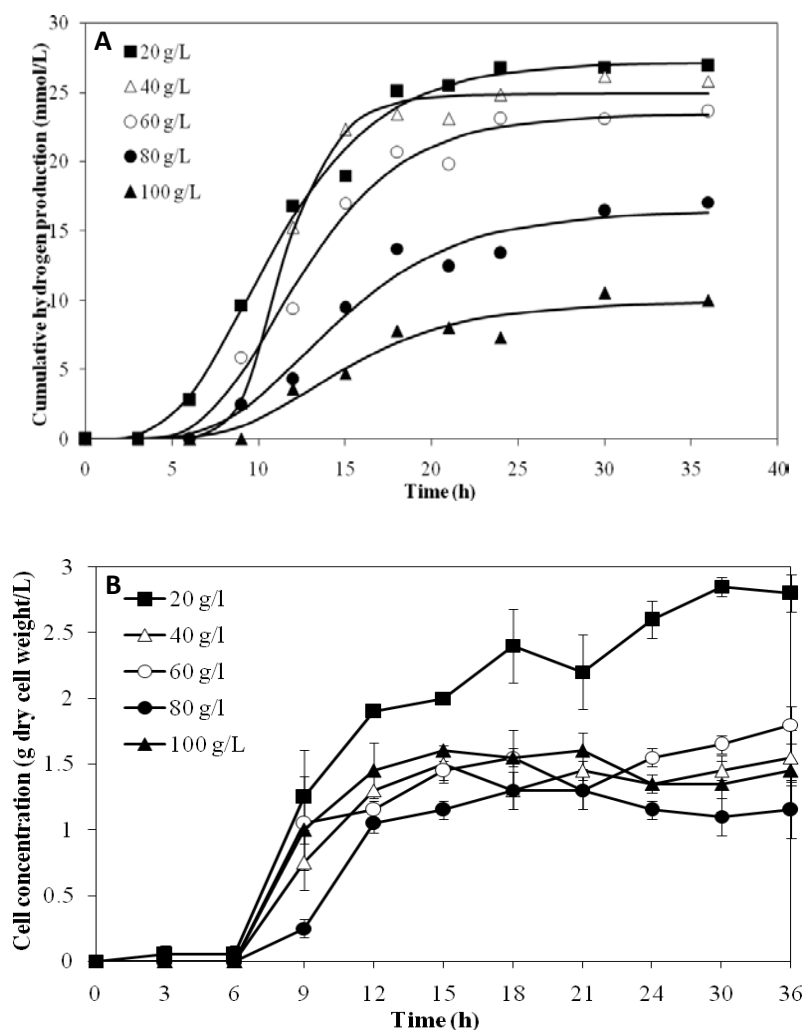 A
Cumulative hydrogen production (mmol/L)
30
25
20
15
10
5
0
20 g/L
40 g/L
60 g/L
80 g/L
100 g/L
0 5 10 15 20 25 30 35 40
Time (h)
B
Cell concentration (g dry cell weight/L)
3
2.5
2
1.5
1
0.5
0
20 g/l
40 g/l
60 g/l
80 g/l
100 g/L
0 3 6 9 12 15 18 21 24 30 36
Time (h)